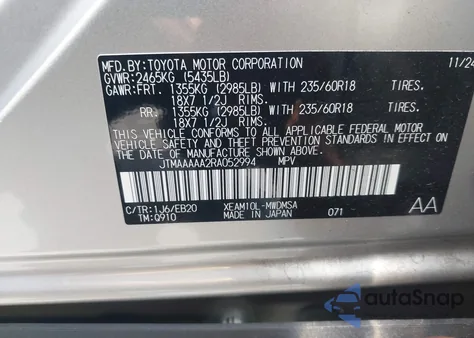 MFD.BY:TOYOTA MOTOR CORPORATION 11/24
GVWR:2465KG (5435LB)
GAWR:FRT. 1355KG (2985LB) WITH 235/60R18 TIRES.
18X7 1/2J RIMS.
RR. 1355KG (2985LB) WITH 235/60R18 TIRES.
18X7 1/2J RIMS.
THIS VEHICLE CONFORMS TO ALL APPLICABLE FEDERAL MOTOR
VEHICLE SAFETY AND THEFT PREVENTION STANDARDS IN EFFECT
ON THE DATE OF MANUFACTURE SHOWN ABOVE.
JTMAAAAA2RA052994 MPV
C/TR:1J6/EB20 XEAM10L-MWDMSA AA
TM:Q910 MADE IN JAPAN 071
autoSnap